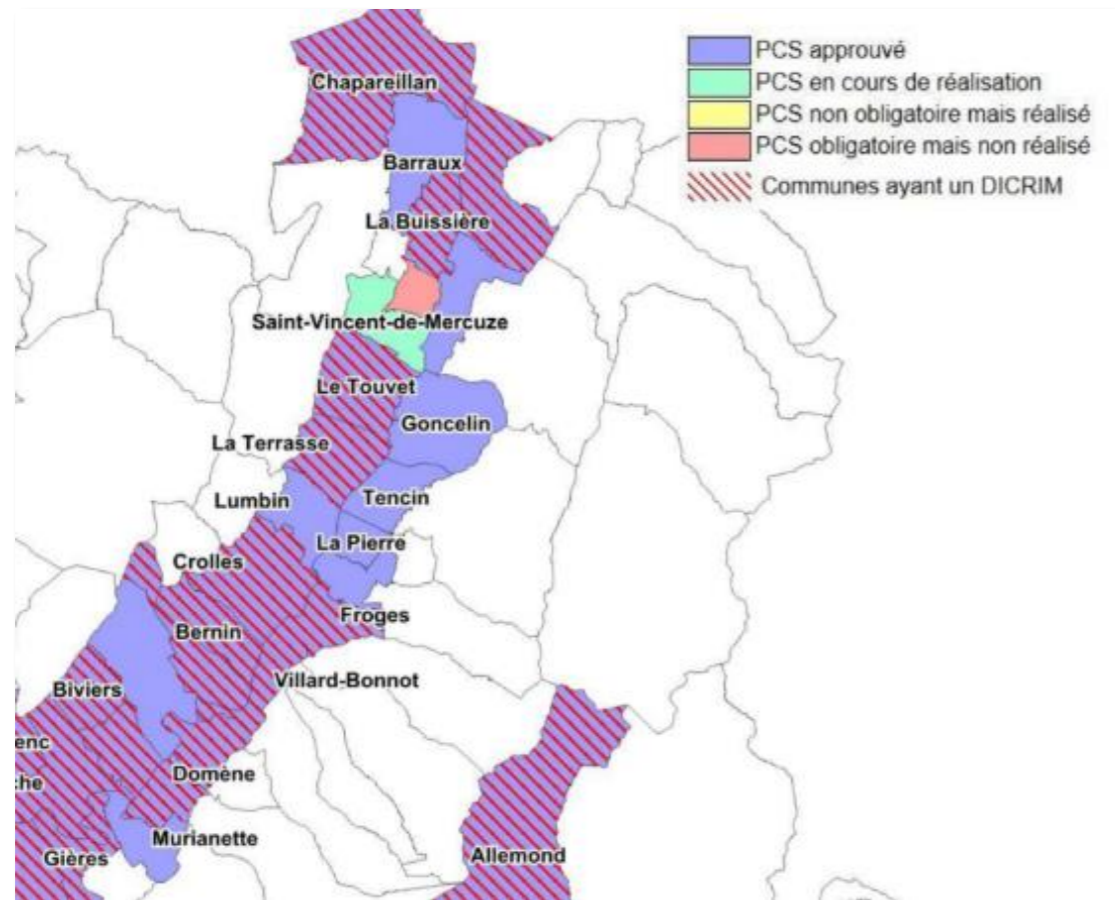 PCS approuvé
PCS en cours de réalisation
PCS non obligatoire mais réalisé
PCS obligatoire mais non réalisé
Communes ayant un DICRIM
Chapareillan
Barraux
La Buissière
Saint-Vincent-de-Mercuze
Le Touvet
Goncelin
La Terrasse
Lumbin
Tencin
La Pierre
Crolles
Froges
Bernin
Villard-Bonnot
Biviers
enc
Domène
che
Murianette
Gières
Allemond